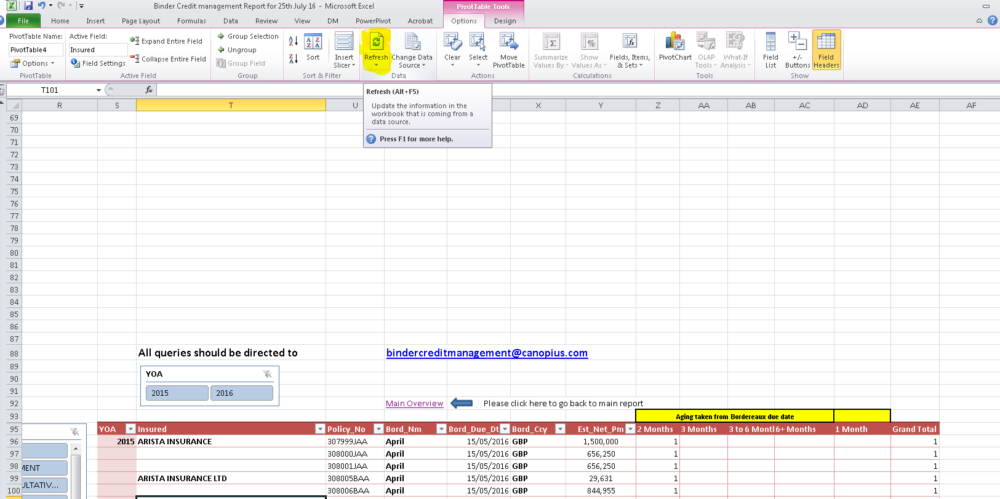 Binder Credit management Report for 25th July 16 - Microsoft Excel
PivotTable Tools
File Home Insert Page Layout Formulas Data Review View DM PowerPivot Acrobat Options Design
PivotTable Name:
PivotTable4
Options
PivotTable
Active Field:
Insured
Field Settings
Expand Entire Field
Collapse Entire Field
Active Field
Group Selection
Ungroup
Group Field
Group
Sort
Insert
Slicer
Sort & Filter
Refresh
Change Data
Source
Data
Clear
Select
Move
PivotTable
Actions
Summarize
Values By
Show
Values As
Fields, Items,
& Sets
Calculations
PivotChart
OLAP
Tools
What-If
Analysis
Tools
Field
List
+/-
Buttons
Field
Headers
Show
T101
fx
Refresh (Alt+F5)
Update the information in the
workbook that is coming from a
data source.
Press F1 for more help.
R S T U X Y Z AA AB AC AD AE AF
69
70
71
72
73
74
75
76
77
78
79
80
81
82
83
84
85
86
87
88 All queries should be directed to bindercreditmanagement@canopius.com
89
YOA
90
91
2015 2016
92 Main Overview Please click here to go back to main report
93 Aging taken from Bordereaux due date
95 YOA Insured Policy_No Bord_Nm Bord_Due_Dt Bord_Ccy Est_Net_Pm 2 Months 3 Months 3 to 6 Montl 6+ Months 1 Month Grand Total
96 2015 ARISTA INSURANCE 307999JAA April 15/05/2016 GBP 1,500,000 1 1
97 308000JAA April 15/05/2016 GBP 656,250 1 1
98 308001JAA April 15/05/2016 GBP 656,250 1 1
99 ARISTA INSURANCE LTD 308005BAA April 15/05/2016 GBP 29,631 1 1
100 308006BAA April 15/05/2016 GBP 844,955 1 1
MENT
ULTATIV...